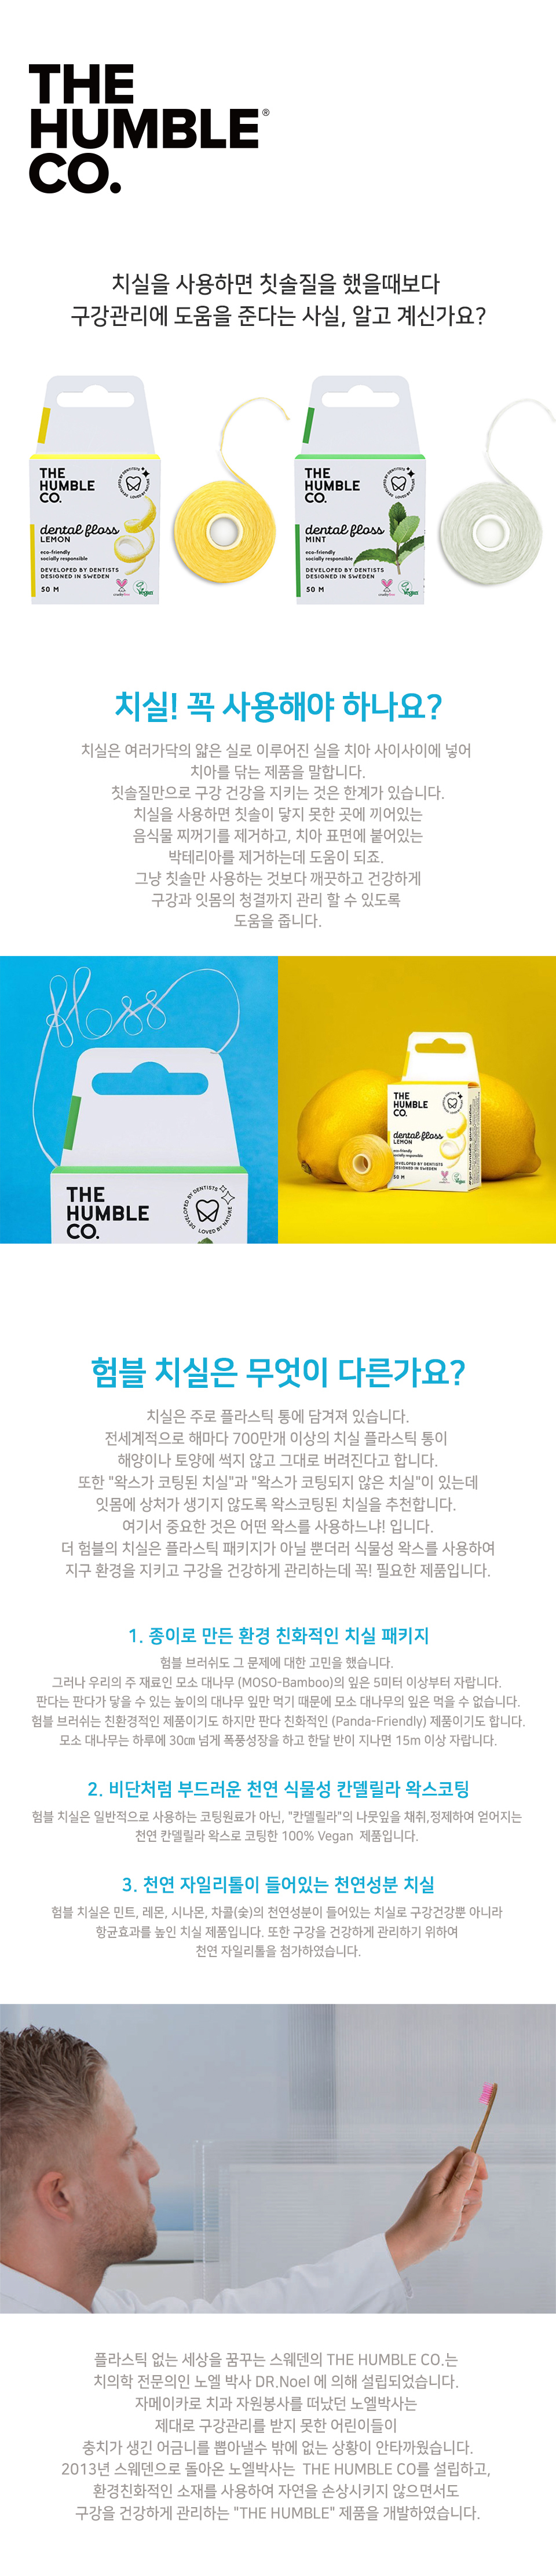 THE
HUMBLE®
CO.
치실을 사용하면 칫솔질을 했을때보다
구강관리에 도움을 준다는 사실, 알고 계신가요?
THE
HUMBLE
CO.
DEVELOPED BY DENTISTS
LOVED BY NATURE
dental floss
LEMON
eco-friendly
socially responsible
DEVELOPED BY DENTISTS
DESIGNED IN SWEDEN
50 M
crueltyfree
Vegan
THE
HUMBLE
CO.
DEVELOPED BY DENTISTS
LOVED BY NATURE
dental floss
MINT
eco-friendly
socially responsible
DEVELOPED BY DENTISTS
DESIGNED IN SWEDEN
50 M
crueltyfree
Vegan
치실! 꼭 사용해야 하나요?
치실은 여러가닥의 얇은 실로 이루어진 실을 치아 사이사이에 넣어
치아를 닦는 제품을 말합니다.
칫솔질만으로 구강 건강을 지키는 것은 한계가 있습니다.
치실을 사용하면 칫솔이 닿지 못한 곳에 끼어있는
음식물 찌꺼기를 제거하고, 치아 표면에 붙어있는
박테리아를 제거하는데 도움이 되죠.
그냥 칫솔만 사용하는 것보다 깨끗하고 건강하게
구강과 잇몸의 청결까지 관리 할 수 있도록
도움을 줍니다.
floss
THE
HUMBLE
CO.
DEVELOPED BY DENTISTS
LOVED BY NATURE
THE
HUMBLE
CO.
dental floss
LEMON
eco-friendly
socially responsible
DEVELOPED BY DENTISTS
DESIGNED IN SWEDEN
50 M
험블 치실은 무엇이 다른가요?
치실은 주로 플라스틱 통에 담겨져 있습니다.
전세계적으로 해마다 700만개 이상의 치실 플라스틱 통이
해양이나 토양에 썩지 않고 그대로 버려진다고 합니다.
또한 "왁스가 코팅된 치실"과 "왁스가 코팅되지 않은 치실"이 있는데
잇몸에 상처가 생기지 않도록 왁스코팅된 치실을 추천합니다.
여기서 중요한 것은 어떤 왁스를 사용하느냐! 입니다.
더 험블의 치실은 플라스틱 패키지가 아닐 뿐더러 식물성 왁스를 사용하여
지구 환경을 지키고 구강을 건강하게 관리하는데 꼭! 필요한 제품입니다.
1. 종이로 만든 환경 친화적인 치실 패키지
험블 브러쉬도 그 문제에 대한 고민을 했습니다.
그러나 우리의 주 재료인 모소 대나무 (MOSO-Bamboo)의 잎은 5미터 이상부터 자랍니다.
판다는 판다가 닿을 수 있는 높이의 대나무 잎만 먹기 때문에 모소 대나무의 잎은 먹을 수 없습니다.
험블 브러쉬는 친환경적인 제품이기도 하지만 판다 친화적인 (Panda-Friendly) 제품이기도 합니다.
모소 대나무는 하루에 30㎝ 넘게 폭풍성장을 하고 한달 반이 지나면 15m 이상 자랍니다.
2. 비단처럼 부드러운 천연 식물성 칸델릴라 왁스코팅
험블 치실은 일반적으로 사용하는 코팅원료가 아닌, "칸델릴라"의 나뭇잎을 채취,정제하여 얻어지는
천연 칸델릴라 왁스로 코팅한 100% Vegan 제품입니다.
3. 천연 자일리톨이 들어있는 천연성분 치실
험블 치실은 민트, 레몬, 시나몬, 차콜(숯)의 천연성분이 들어있는 치실로 구강건강뿐 아니라
항균효과를 높인 치실 제품입니다. 또한 구강을 건강하게 관리하기 위하여
천연 자일리톨을 첨가하였습니다.
플라스틱 없는 세상을 꿈꾸는 스웨덴의 THE HUMBLE CO.는
치의학 전문의인 노엘 박사 DR.Noel 에 의해 설립되었습니다.
자메이카로 치과 자원봉사를 떠났던 노엘박사는
제대로 구강관리를 받지 못한 어린이들이
충치가 생긴 어금니를 뽑아낼수 밖에 없는 상황이 안타까웠습니다.
2013년 스웨덴으로 돌아온 노엘박사는 THE HUMBLE CO를 설립하고,
환경친화적인 소재를 사용하여 자연을 손상시키지 않으면서도
구강을 건강하게 관리하는 "THE HUMBLE" 제품을 개발하였습니다.